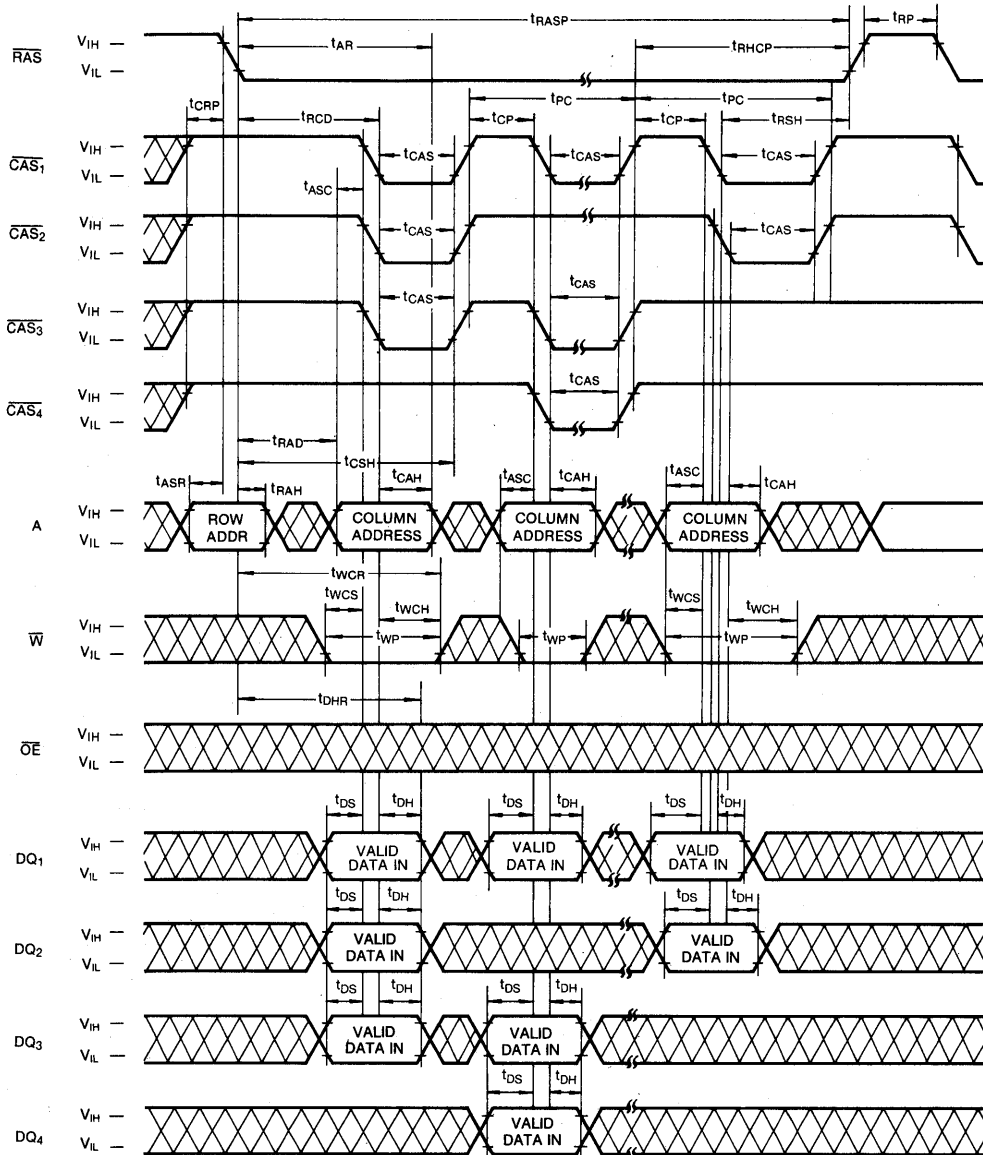 tRASP
tRP
RAS
VIH
VIL
tAR
tRHCP
tCRP
tRCD
tPC
tPC
tCP
tCP
tRSH
CAS1
VIH
VIL
tCAS
tCAS
tCAS
tASC
CAS2
VIH
VIL
tCAS
tCAS
CAS3
VIH
VIL
tCAS
tCAS
CAS4
VIH
VIL
tCAS
tRAD
tCSH
tASR
tRAH
tCAH
tASC
tCAH
tASC
tCAH
A
VIH
VIL
ROW ADDR
COLUMN ADDRESS
COLUMN ADDRESS
COLUMN ADDRESS
tWCR
tWCS
tWCH
tWCS
tWCH
W
VIH
VIL
tWP
tWP
tWP
tDHR
OE
VIH
VIL
tDS
tDH
tDS
tDH
tDS
tDH
DQ1
VIH
VIL
VALID DATA IN
VALID DATA IN
VALID DATA IN
tDS
tDH
tDS
tDH
DQ2
VIH
VIL
VALID DATA IN
VALID DATA IN
tDS
tDH
tDS
tDH
DQ3
VIH
VIL
VALID DATA IN
VALID DATA IN
tDS
tDH
DQ4
VIH
VIL
VALID DATA IN